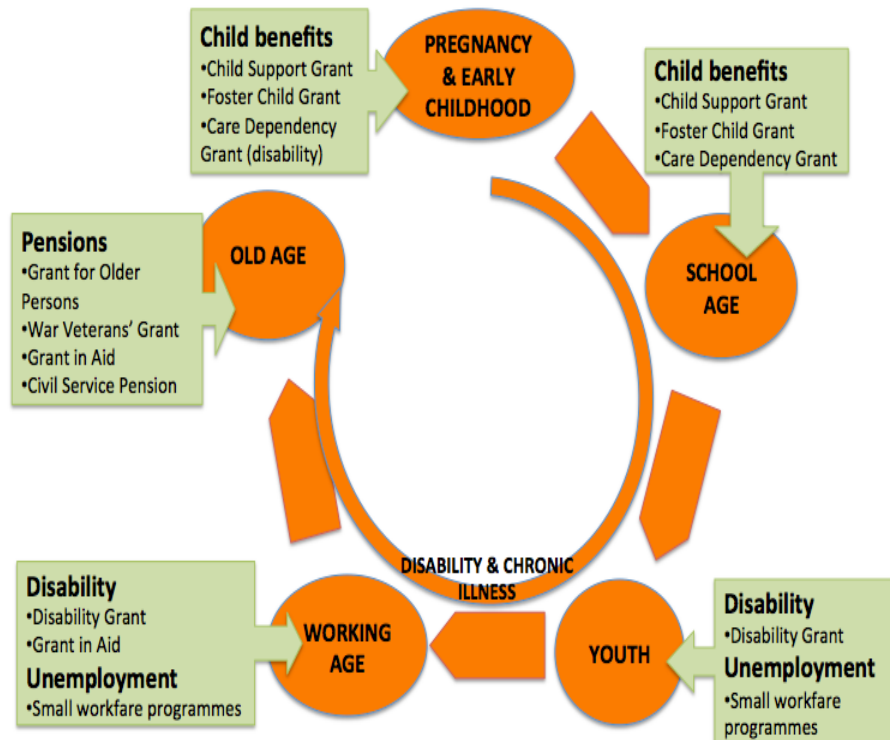 Child benefits
•Child Support Grant
•Foster Child Grant
•Care Dependency
Grant (disability)
PREGNANCY
& EARLY
CHILDHOOD
Child benefits
•Child Support Grant
•Foster Child Grant
•Care Dependency Grant
SCHOOL
AGE
Pensions
•Grant for Older
Persons
•War Veterans’ Grant
•Grant in Aid
•Civil Service Pension
OLD AGE
DISABILITY & CHRONIC
ILLNESS
Disability
•Disability Grant
•Grant in Aid
Unemployment
•Small workfare programmes
WORKING
AGE
YOUTH
Disability
•Disability Grant
Unemployment
•Small workfare
programmes